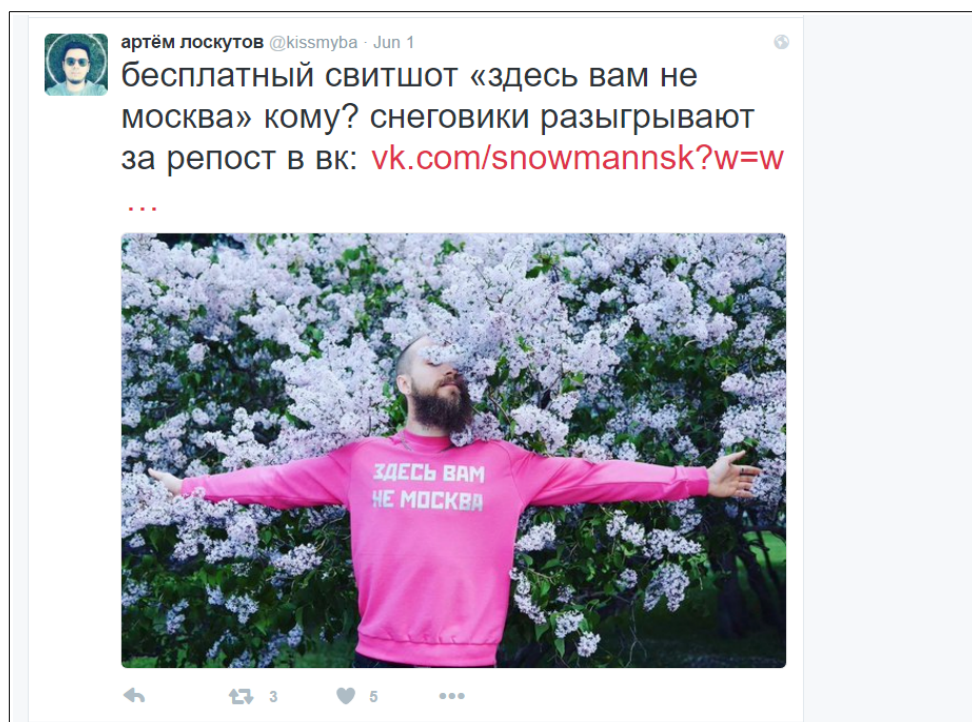 артём лоскутов @kissmyba · Jun 1
бесплатный свитшот «здесь вам не
москва» кому? снеговики разыгрывают
за репост в вк: vk.com/snowmannsk?w=w
…
ЗДЕСЬ ВАМ
НЕ МОСКВА
3
5